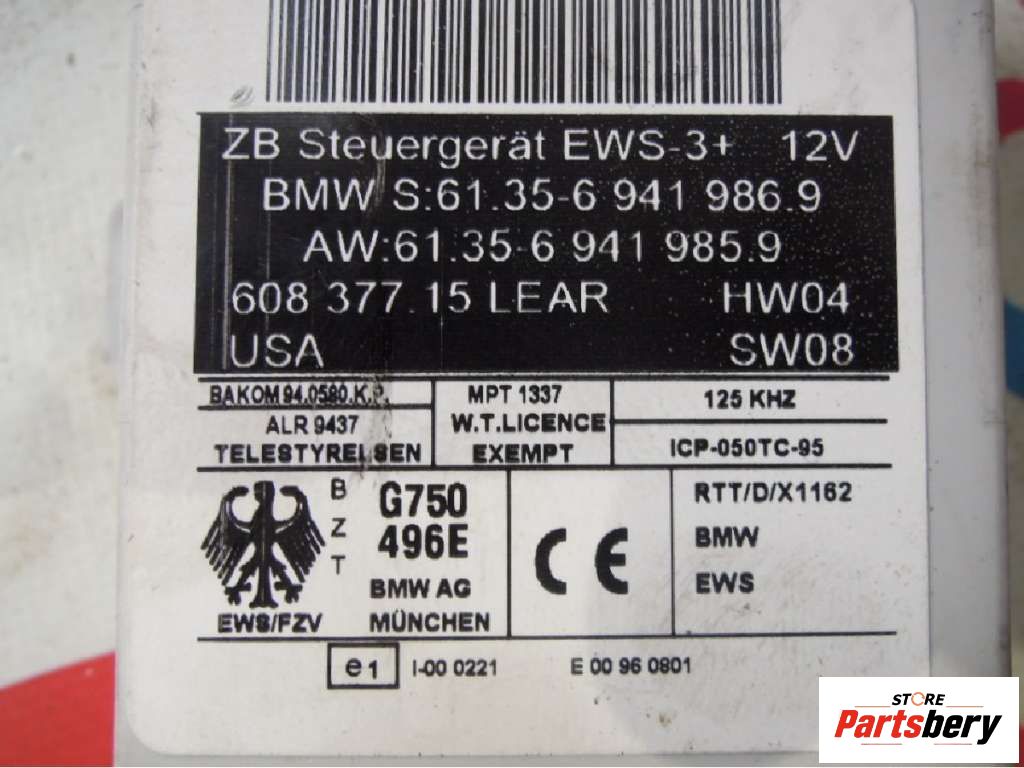 ZB Steuergerät EWS-3+ 12V
BMW S:61.35-6 941 986.9
AW:61.35-6 941 985.9
608 377.15 LEAR HW04
USA SW08
BAKOM 94.0580.K.P.
ALR 9437
TELESTYRELSEN
MPT 1337
W.T.LICENCE
EXEMPT
125 KHZ
ICP-050TC-95
B
Z
T
G750
496E
BMW AG
EWS/FZV MÜNCHEN
CE
RTT/D/X1162
BMW
EWS
e1 I-00 0221 E 00 96 0801
STORE
Partsbery